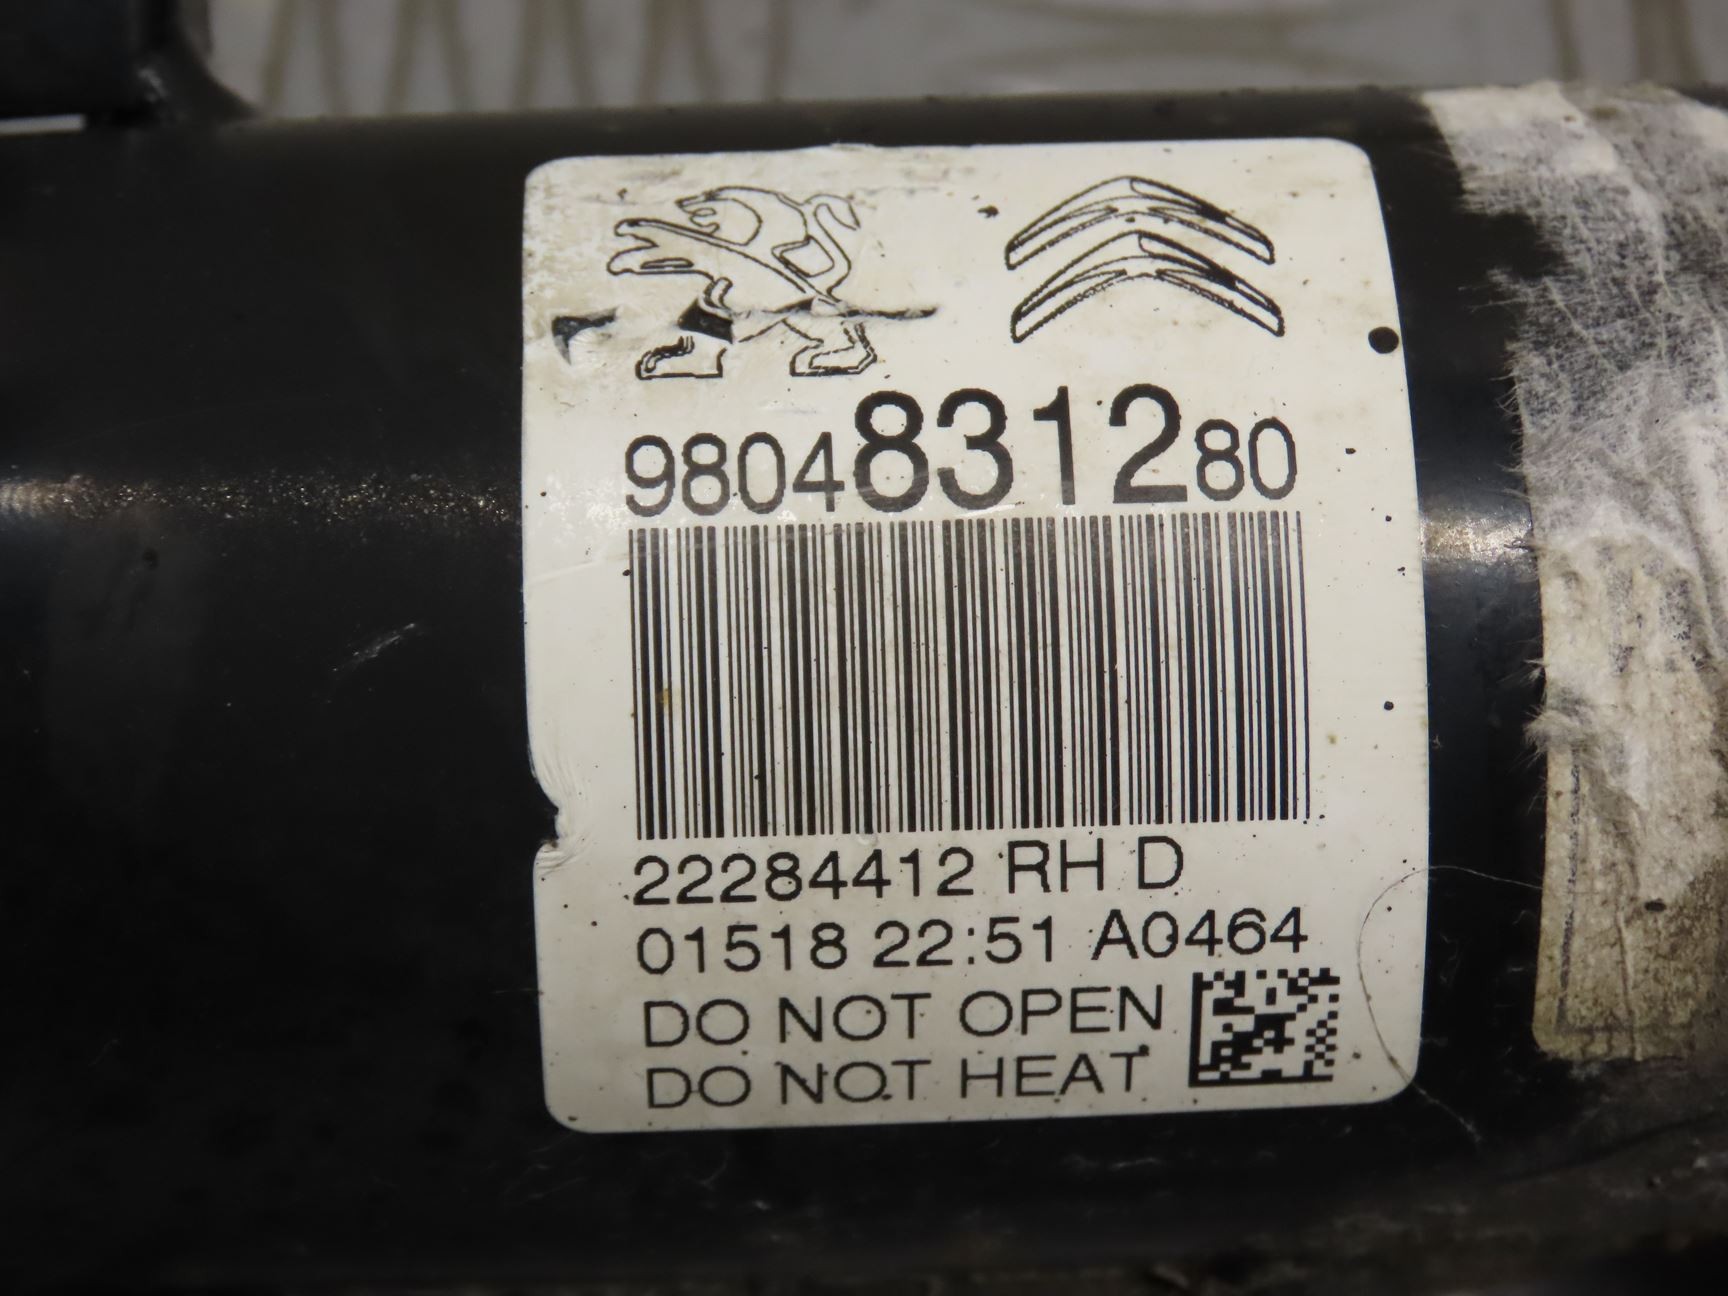 9804831280
22284412 RH D
01518 22:51 A0464
DO NOT OPEN
DO NOT HEAT